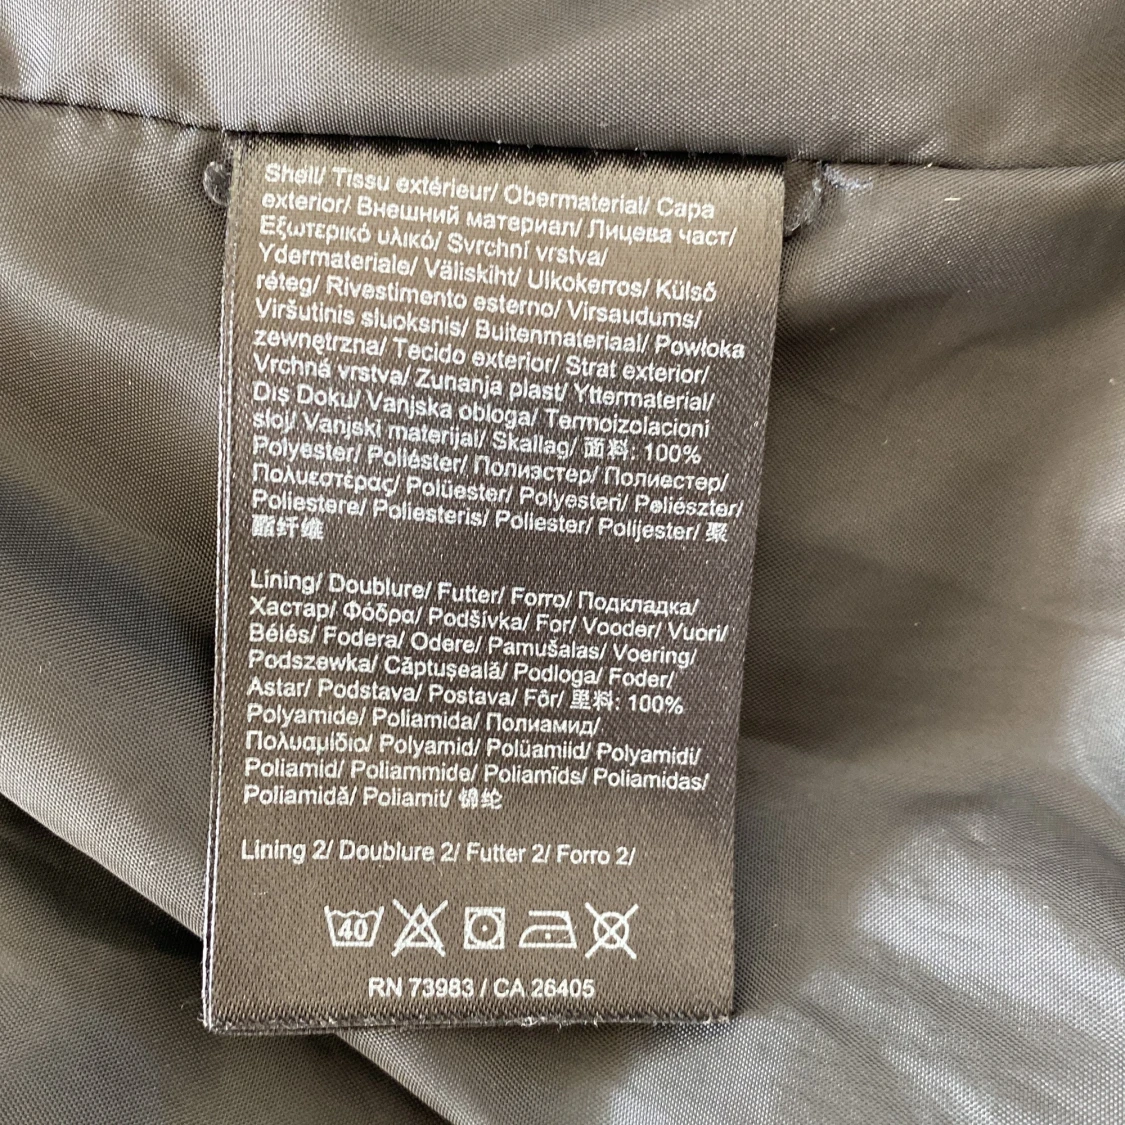 Shell/ Tissu extérieur/ Obermaterial/ Capa
exterior/ Внешний материал/ Лицева част/
Εξωτερικό υλικό/ Svrchní vrstva/
Ydermateriale/ Väliskiht/ Ulkokerros/ Külső
réteg/ Rivestimento esterno/ Virsaudums/
Viršutinis sluoksnis/ Buitenmateriaal/ Powłoka
zewnętrzna/ Tecido exterior/ Strat exterior/
Vrchná vrstva/ Zunanja plast/ Yttermaterial/
Dış Doku/ Vanjska obloga/ Termoizolacioni
sloj/ Vanjski materijal/ Skallag/ 面料: 100%
Polyester/ Poliéster/ Полиэстер/ Полиестер/
Πολυεστέρας/ Polüester/ Polyesteri/ Poliészter/
Poliestere/ Poliesteris/ Poliester/ Polijester/ 聚
酯纤维
Lining/ Doublure/ Futter/ Forro/ Подкладка/
Хастар/ Φόδρα/ Podšívka/ For/ Vooder/ Vuori/
Bélés/ Fodera/ Odere/ Pamušalas/ Voering/
Podszewka/ Căptuşeală/ Podloga/ Foder/
Astar/ Podstava/ Postava/ Fôr/ 里料: 100%
Polyamide/ Poliamida/ Полиамид/
Πολυαμίδιο/ Polyamid/ Polüamiid/ Polyamidi/
Poliamid/ Poliammide/ Poliamīds/ Poliamidas/
Poliamidă/ Poliamit/ 锦纶
Lining 2/ Doublure 2/ Futter 2/ Forro 2/
40
RN 73983 / CA 26405